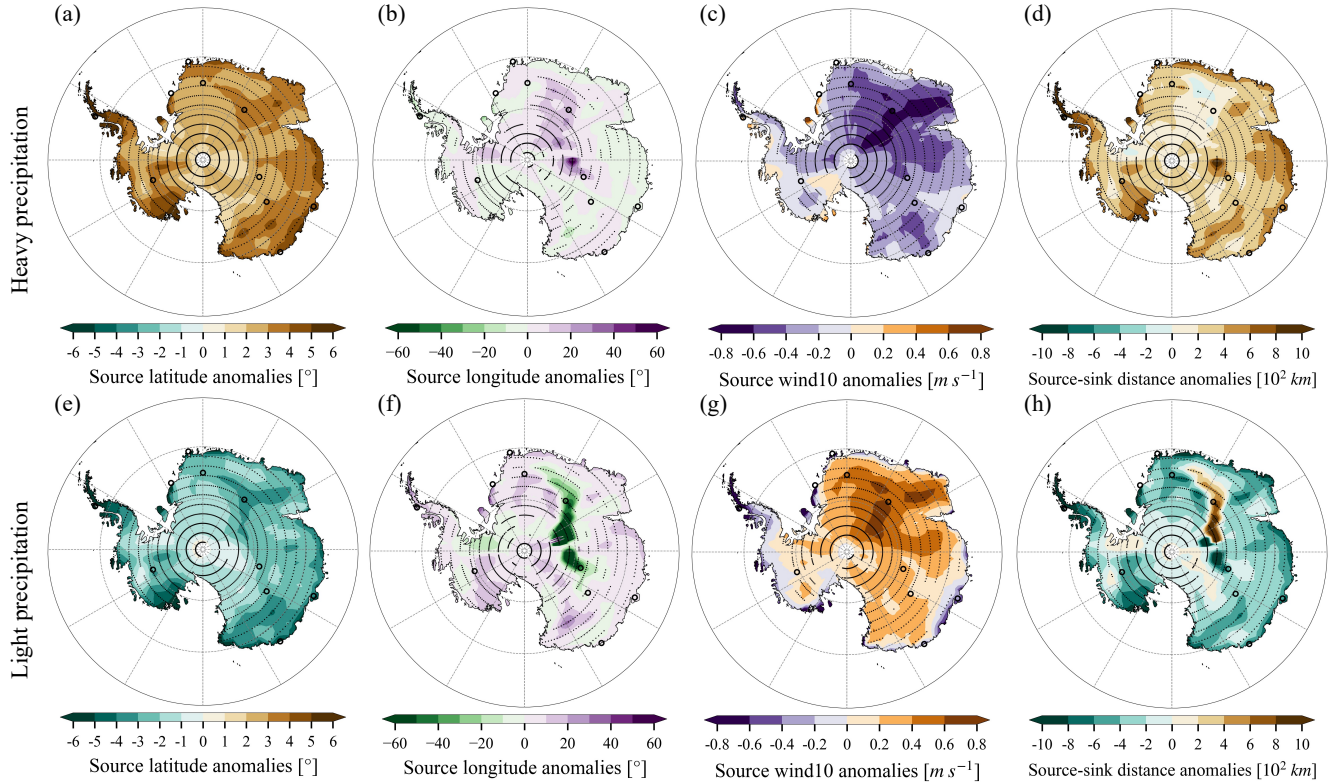 (a) (b) (c) (d)
Heavy precipitation
-6 -5 -4 -3 -2 -1 0 1 2 3 4 5 6
Source latitude anomalies [°]
−60 −40 −20 0 20 40 60
Source longitude anomalies [°]
-0.8 -0.6 -0.4 -0.2 0 0.2 0.4 0.6 0.8
Source wind10 anomalies [m s⁻¹]
-10 -8 -6 -4 -2 0 2 4 6 8 10
Source-sink distance anomalies [10² km]
(e) (f) (g) (h)
Light precipitation
-6 -5 -4 -3 -2 -1 0 1 2 3 4 5 6
Source latitude anomalies [°]
−60 −40 −20 0 20 40 60
Source longitude anomalies [°]
-0.8 -0.6 -0.4 -0.2 0 0.2 0.4 0.6 0.8
Source wind10 anomalies [m s⁻¹]
-10 -8 -6 -4 -2 0 2 4 6 8 10
Source-sink distance anomalies [10² km]